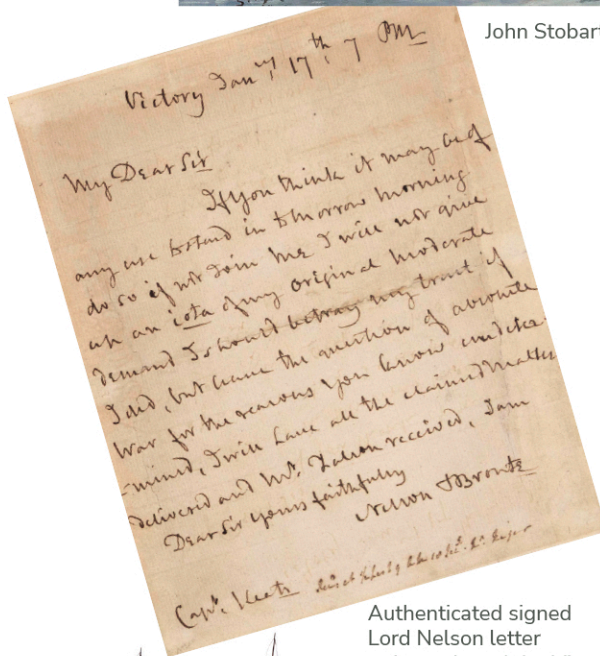 John Stobart
Victory Jany. 17th, 7 PM
My Dear Sir
If you think it may be of
any use to stand in tomorrow morning
do so if not Join Me I will not give
up an iota of my original moderate
demand I should betray my trust if
I did, but leave the question of absolute
War for the reasons you know undeter-
-mined, I will have all the claimed Maltese
delivered and Mr. Falcon received, I am
Dear Sir yours faithfully
Nelson & Bronte
Capt. Keats
Authenticated signed
Lord Nelson letter